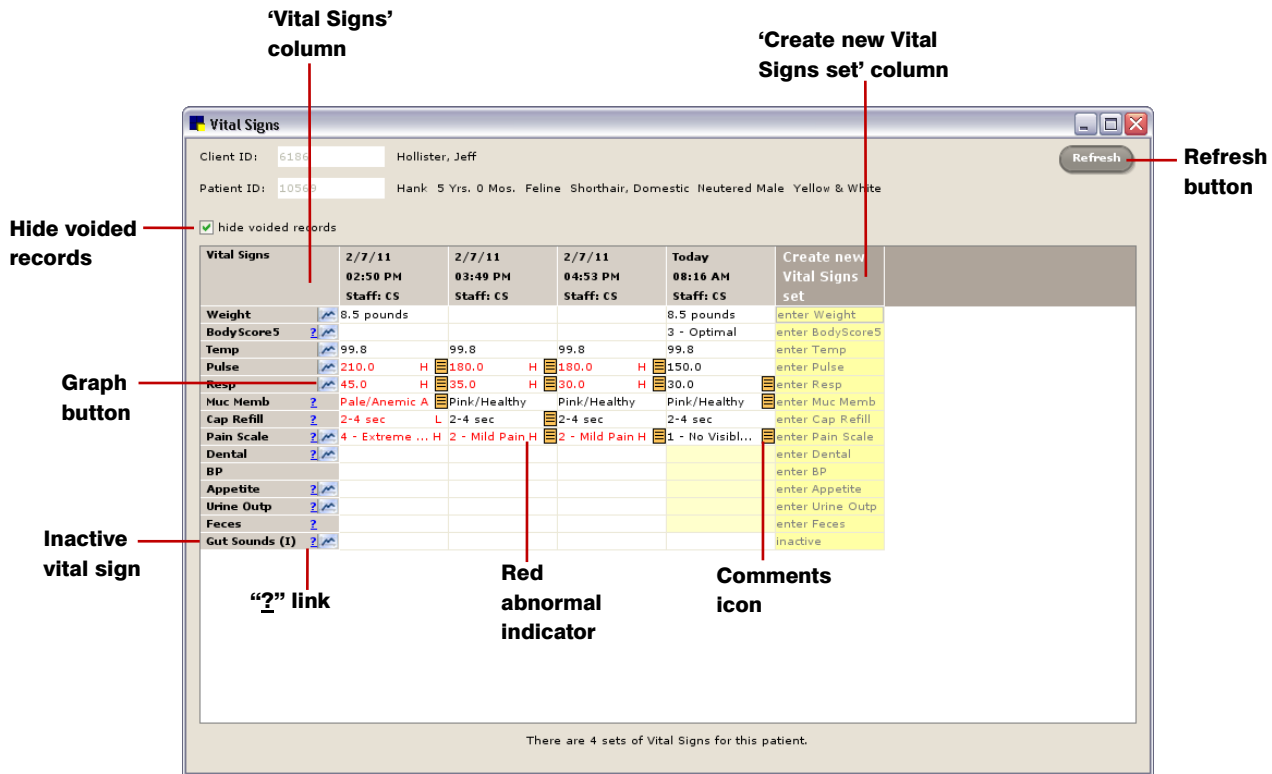 ‘Vital Signs’
column
‘Create new Vital
Signs set’ column
Vital Signs
Client ID: 6186 Hollister, Jeff
Refresh
Refresh
button
Patient ID: 10569 Hank 5 Yrs. 0 Mos. Feline Shorthair, Domestic Neutered Male Yellow & White
Hide voided
records
hide voided records
Vital Signs 2/7/11 2/7/11 2/7/11 Today Create new
02:50 PM 03:49 PM 04:53 PM 08:16 AM Vital Signs
Staff: CS Staff: CS Staff: CS Staff: CS set
Weight 8.5 pounds 8.5 pounds enter Weight
BodyScore5 ? 3 - Optimal enter BodyScore5
Temp 99.8 99.8 99.8 99.8 enter Temp
Pulse 210.0 H 180.0 H 180.0 H 150.0 enter Pulse
Resp 45.0 H 35.0 H 30.0 H 30.0 enter Resp
Muc Memb ? Pale/Anemic A Pink/Healthy Pink/Healthy Pink/Healthy enter Muc Memb
Cap Refill ? 2-4 sec L 2-4 sec 2-4 sec 2-4 sec enter Cap Refill
Pain Scale ? 4 - Extreme ... H 2 - Mild Pain H 2 - Mild Pain H 1 - No Visibl... enter Pain Scale
Dental ? enter Dental
BP enter BP
Appetite ? enter Appetite
Urine Outp ? enter Urine Outp
Feces ? enter Feces
Gut Sounds (I) ? inactive
Graph
button
Inactive
vital sign
“?” link
Red
abnormal
indicator
Comments
icon
There are 4 sets of Vital Signs for this patient.